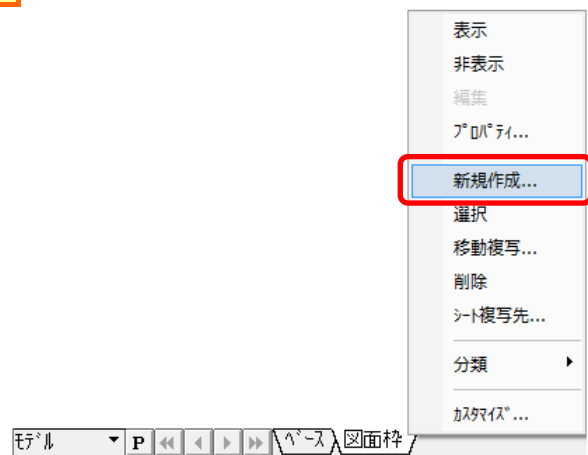 表示
非表示
編集
ﾌﾟﾛﾊﾟﾃｨ...
新規作成...
選択
移動複写...
削除
ｼｰﾄ複写先...
分類
ｶｽﾀﾏｲｽﾞ...
ﾓﾃﾞﾙ P ﾍﾞｰｽ 図面枠